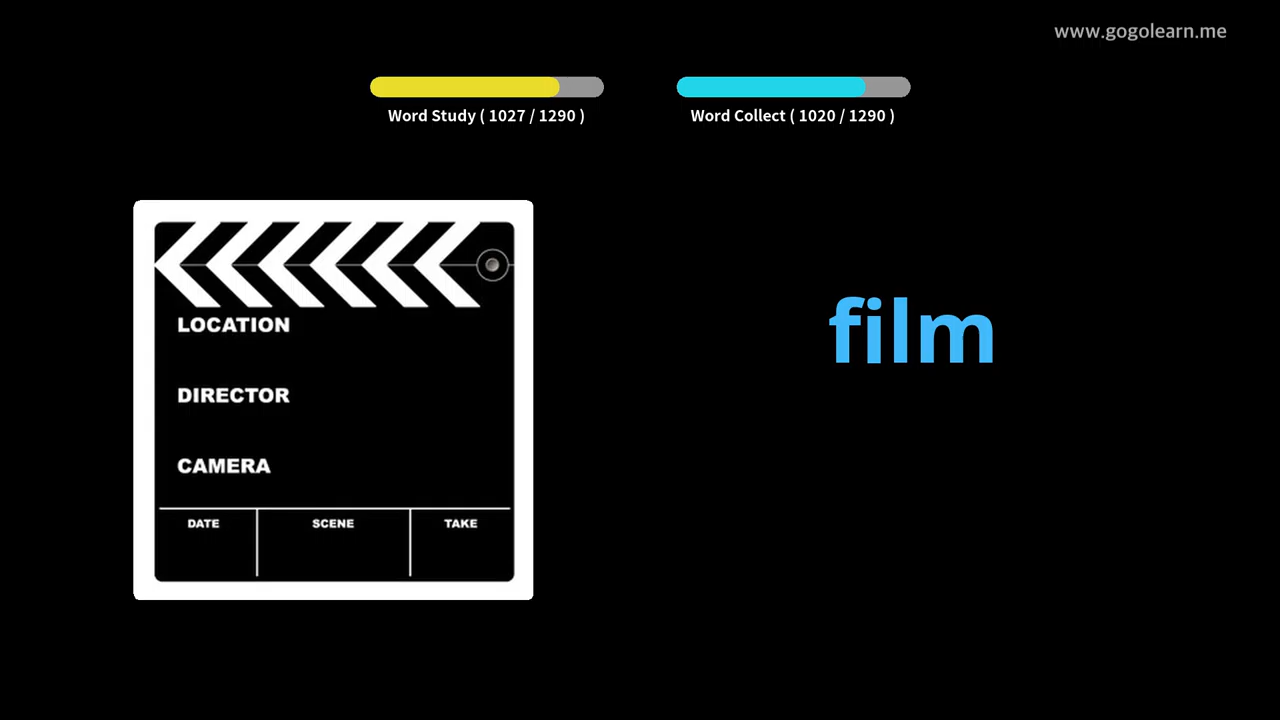 www.gogolearn.me
Word Study ( 1027 / 1290 )
Word Collect ( 1020 / 1290 )
LOCATION
DIRECTOR
CAMERA
DATE
SCENE
TAKE
film